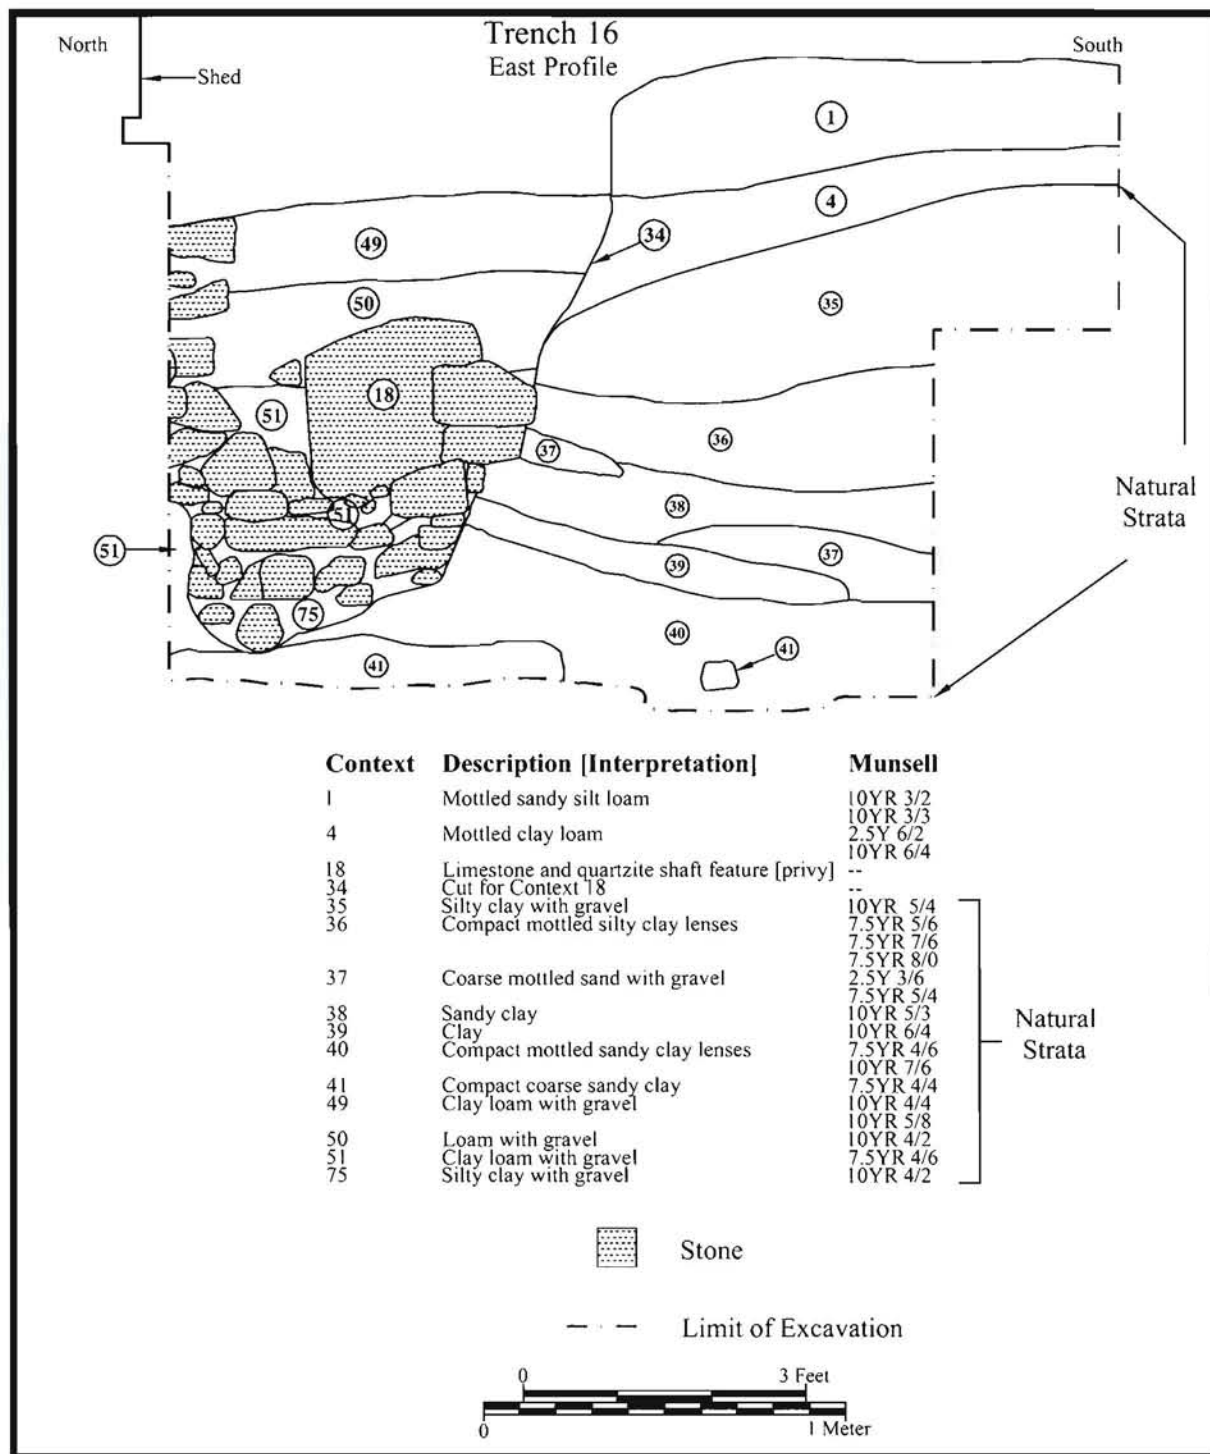 Trench 16
East Profile
North
South
Shed
1
4
34
49
50
35
18
51
36
37
38
51
51
37
39
75
40
41
41
Natural
Strata
Context Description [Interpretation] Munsell
1 Mottled sandy silt loam 10YR 3/2
10YR 3/3
4 Mottled clay loam 2.5Y 6/2
10YR 6/4
18 Limestone and quartzite shaft feature [privy] --
34 Cut for Context 18 --
35 Silty clay with gravel 10YR 5/4
36 Compact mottled silty clay lenses 7.5YR 5/6
7.5YR 7/6
7.5YR 8/0
37 Coarse mottled sand with gravel 2.5Y 3/6
7.5YR 5/4
38 Sandy clay 10YR 5/3
39 Clay 10YR 6/4
40 Compact mottled sandy clay lenses 7.5YR 4/6
10YR 7/6
41 Compact coarse sandy clay 7.5YR 4/4
49 Clay loam with gravel 10YR 4/4
10YR 5/8
50 Loam with gravel 10YR 4/2
51 Clay loam with gravel 7.5YR 4/6
75 Silty clay with gravel 10YR 4/2
Natural
Strata
Stone
Limit of Excavation
0 3 Feet
0 1 Meter